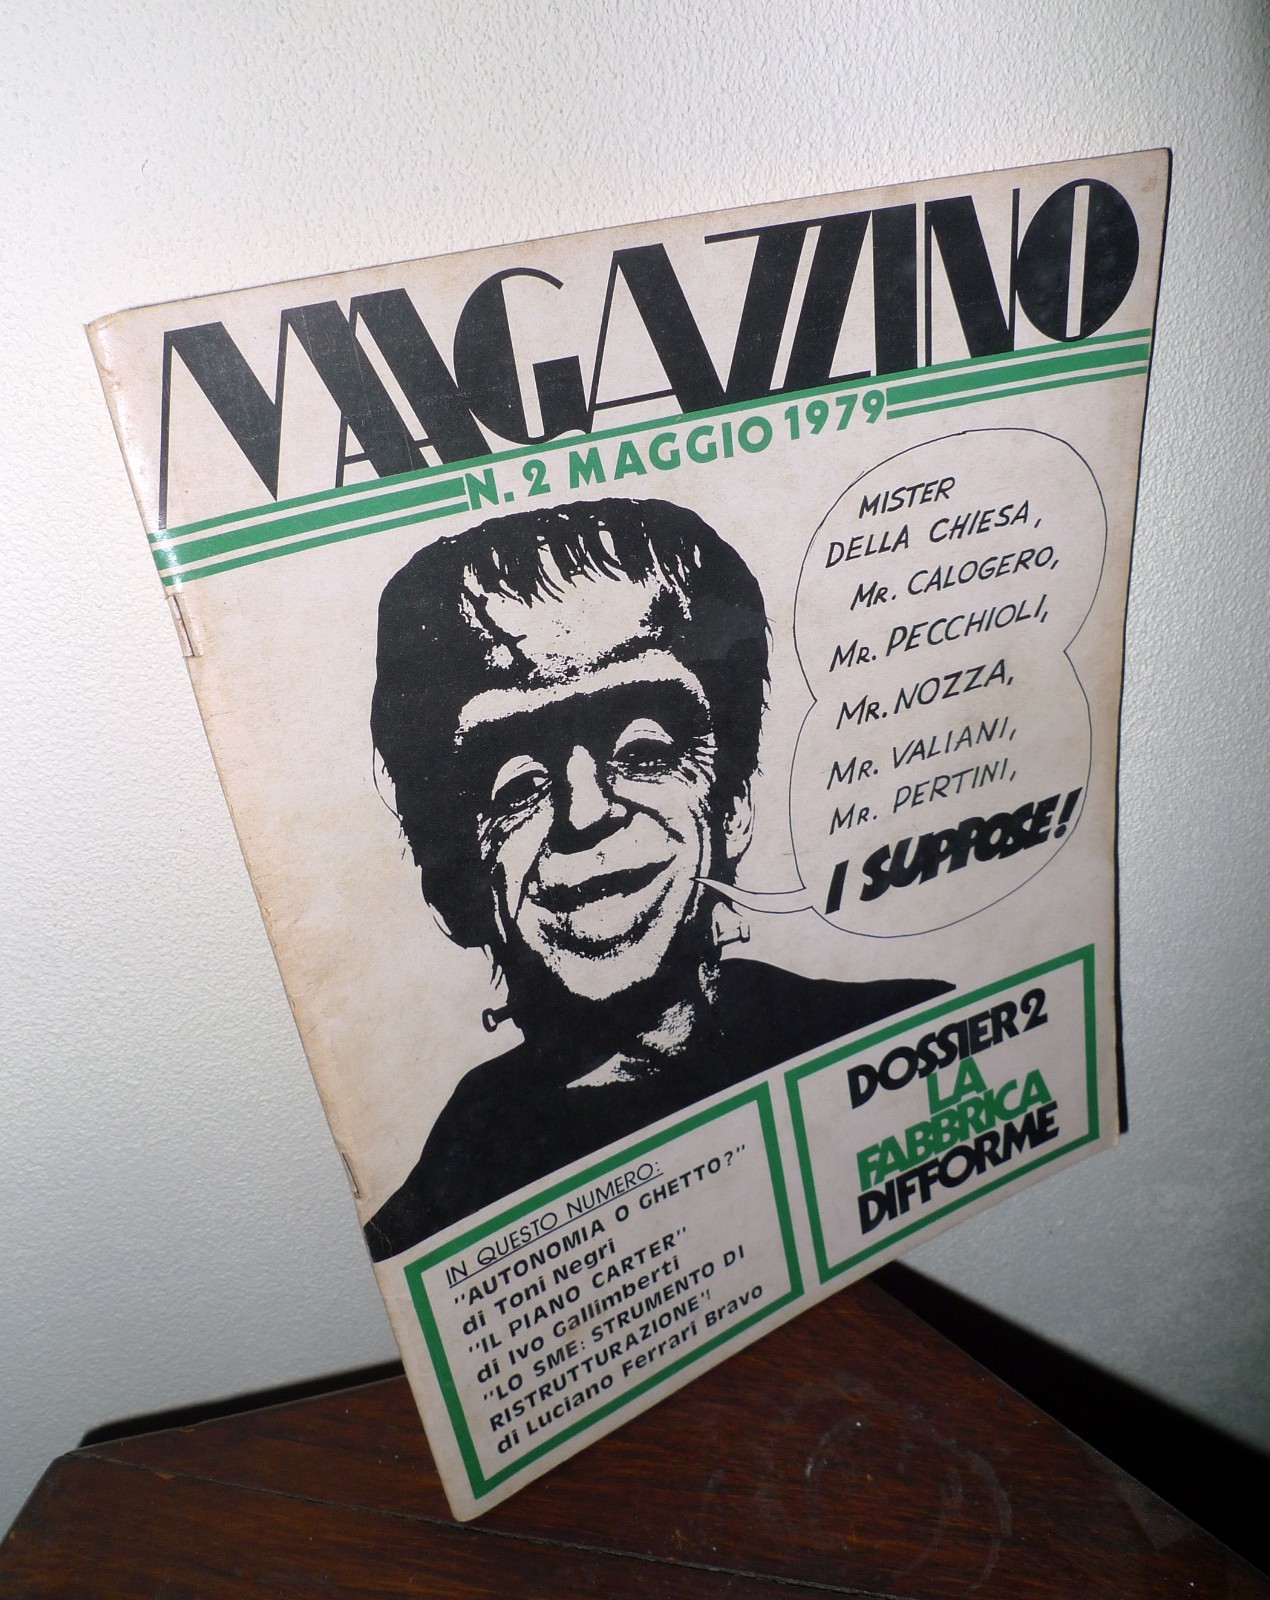 MAGAZZINO
N. 2 MAGGIO 1979
MISTER
DELLA CHIESA,
MR. CALOGERO,
MR. PECCHIOLI,
MR. NOZZA,
MR. VALIANI,
MR. PERTINI,
I SUPPOSE!
IN QUESTO NUMERO:
"AUTONOMIA O GHETTO?"
di Toni Negri
"IL PIANO CARTER"
di Ivo Gallimberti
"LO SME: STRUMENTO DI
RISTRUTTURAZIONE",
di Luciano Ferrari Bravo
DOSSIER 2
LA
FABBRICA
DIFFORME